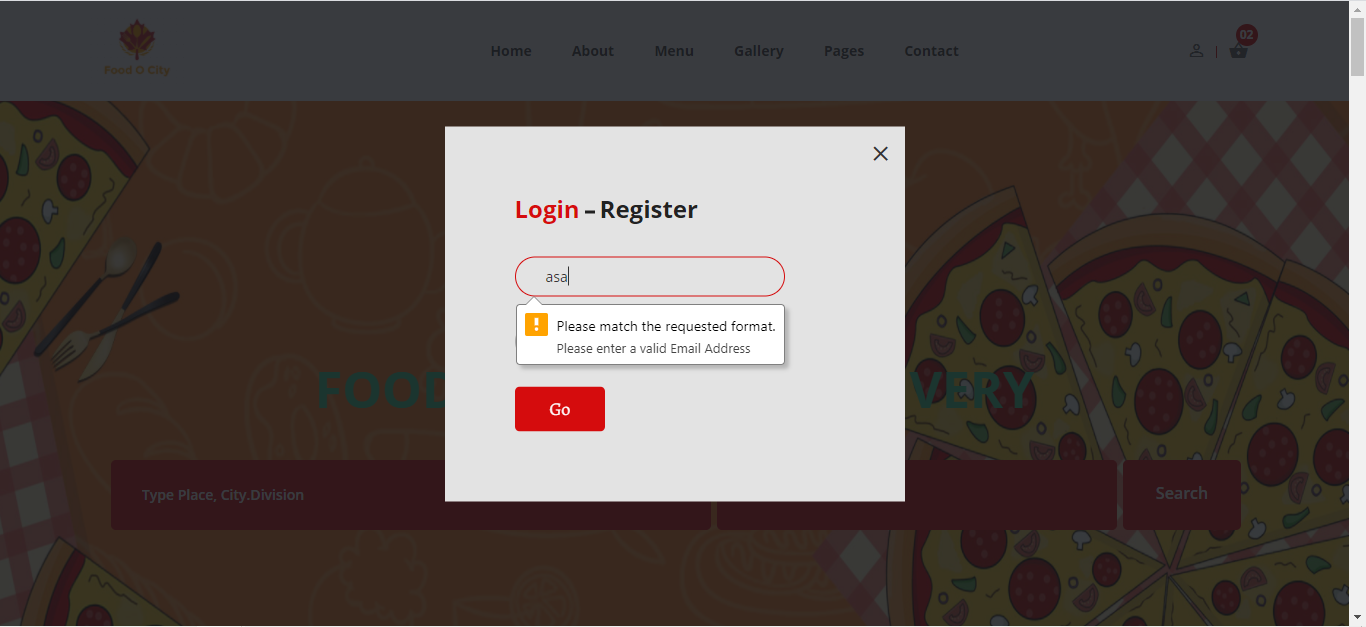 Food O City
Home About Menu Gallery Pages Contact
02
Login – Register
asa
Please match the requested format.
Please enter a valid Email Address
FOOD VERY
Go
Type Place, City.Division
Search